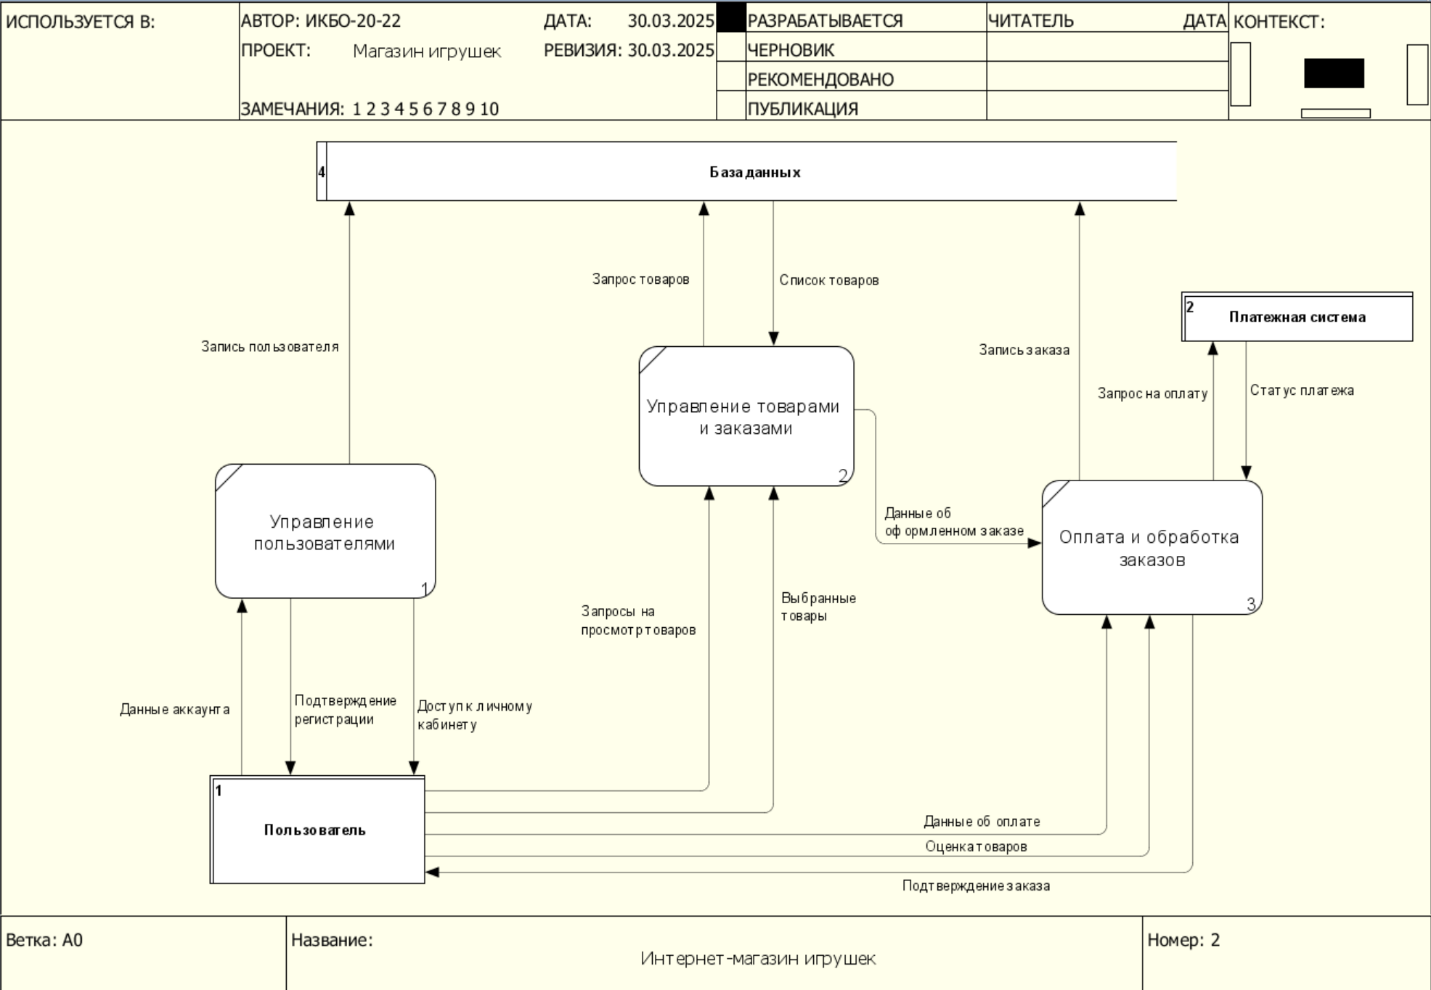 ИСПОЛЬЗУЕТСЯ В:
АВТОР: ИКБО-20-22
ДАТА: 30.03.2025
ПРОЕКТ: Магазин игрушек
РЕВИЗИЯ: 30.03.2025
ЗАМЕЧАНИЯ: 1 2 3 4 5 6 7 8 9 10
РАЗРАБАТЫВАЕТСЯ
ЧЕРНОВИК
РЕКОМЕНДОВАНО
ПУБЛИКАЦИЯ
ЧИТАТЕЛЬ
ДАТА
КОНТЕКСТ:
4
База данных
Запрос товаров
Список товаров
2
Платежная система
Запись пользователя
Запись заказа
Запрос на оплату
Статус платежа
Управление товарами
и заказами
2
Управление
пользователями
1
Данные об
оформленном заказе
Оплата и обработка
заказов
3
Запросы на
просмотр товаров
Выбранные
товары
Данные аккаунта
Подтверждение
регистрации
Доступ к личному
кабинету
1
Пользователь
Данные об оплате
Оценка товаров
Подтверждение заказа
Ветка: A0
Название:
Интернет-магазин игрушек
Номер: 2